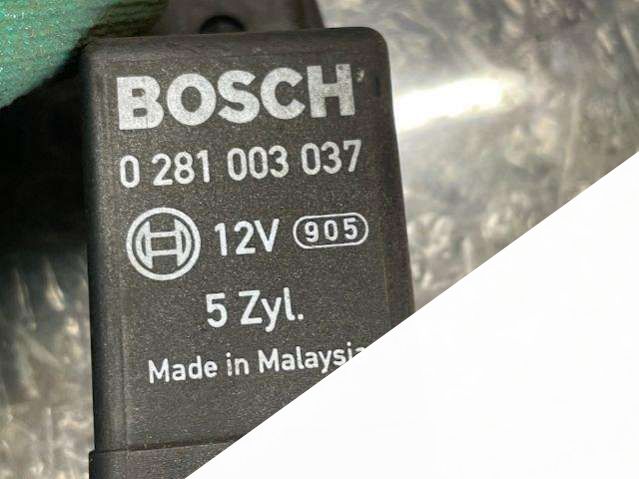 BOSCH
0 281 003 037
12V 905
5 Zyl.
Made in Malaysia